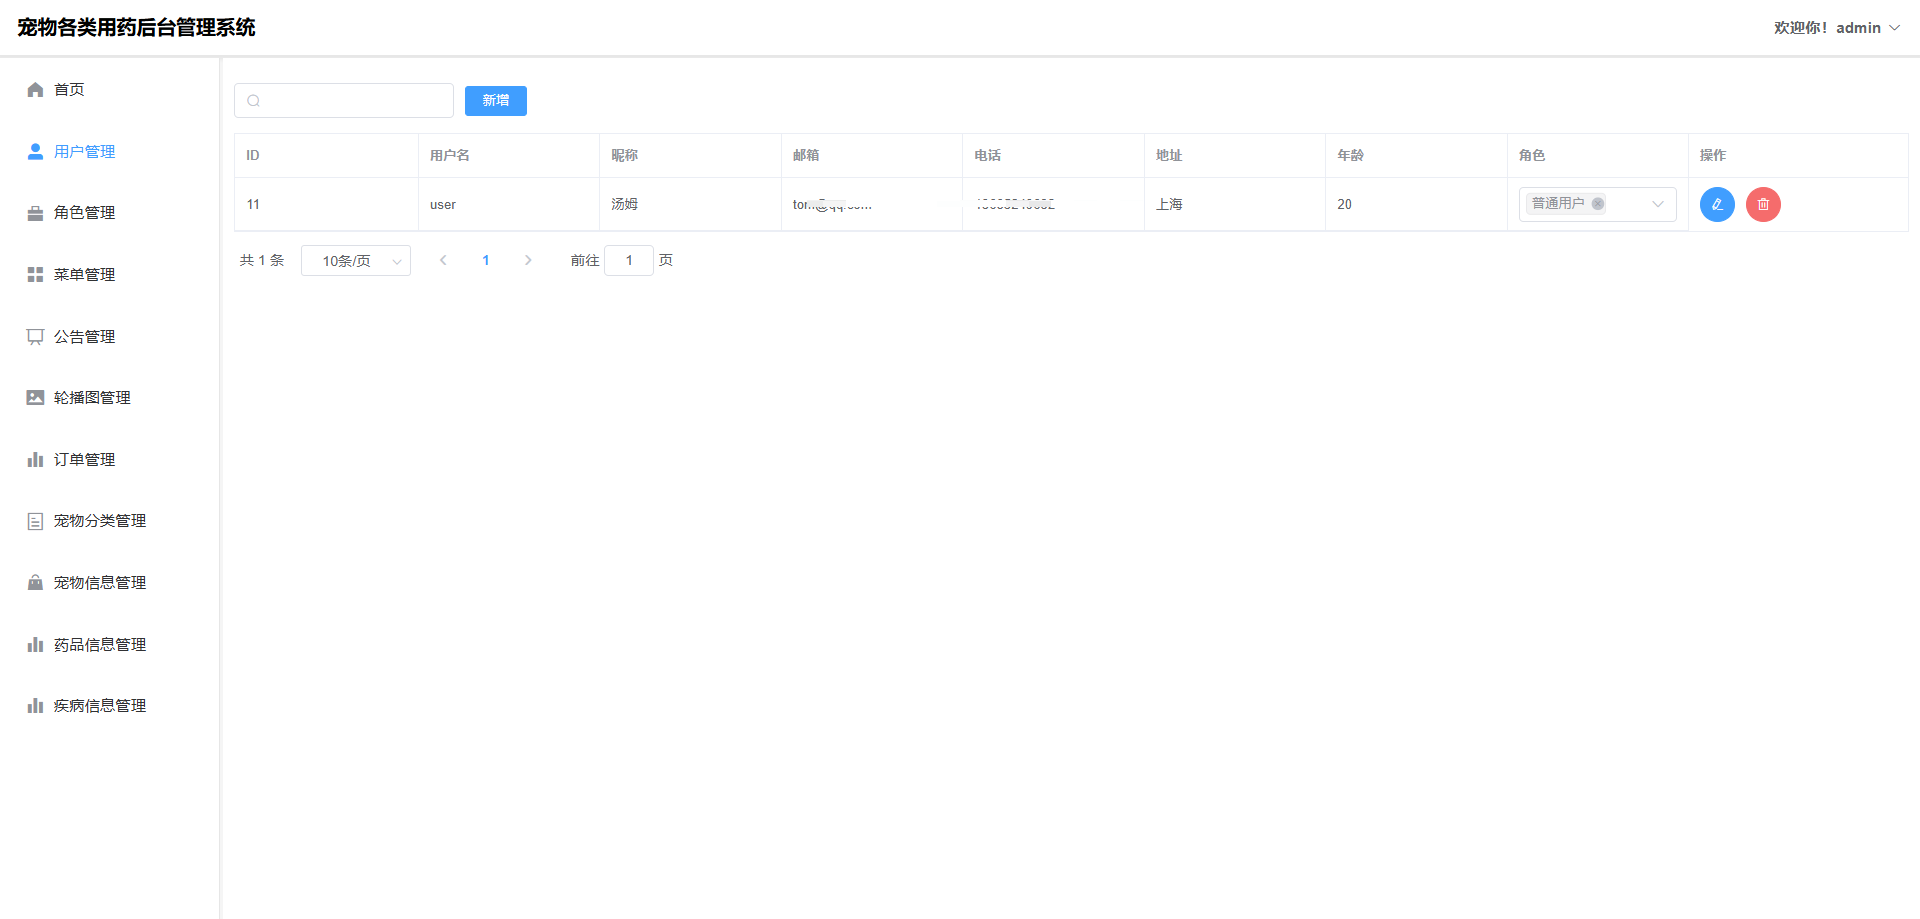 宠物各类用药后台管理系统
欢迎你！admin
首页
用户管理
角色管理
菜单管理
公告管理
轮播图管理
订单管理
宠物分类管理
宠物信息管理
药品信息管理
疾病信息管理
新增
ID 用户名 昵称 邮箱 电话 地址 年龄 角色 操作
11 user 汤姆 上海 20 普通用户
共 1 条 10条/页 1 前往 1 页